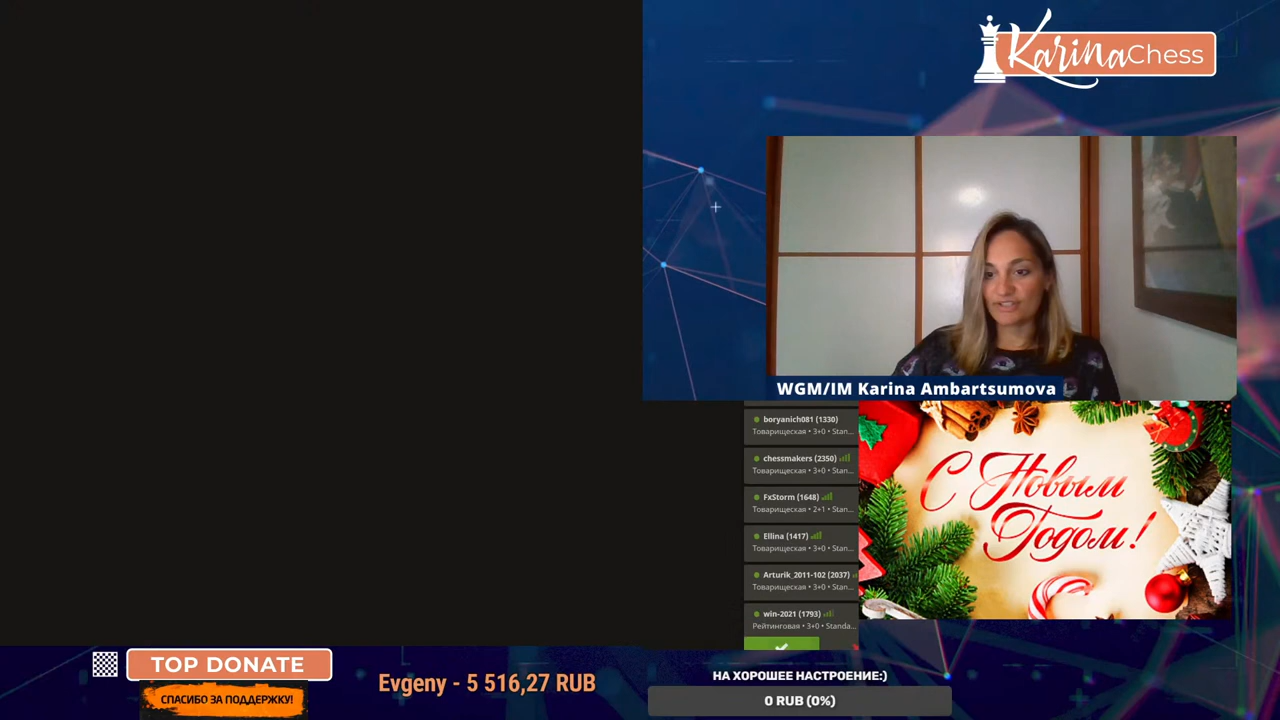 KarinaChess
WGM/IM Karina Ambartsumova
boryanich081 (1330)
Товарищеская • 3+0 • Stan...
chessmakers (2350)
Товарищеская • 3+0 • Stan...
FxStorm (1648)
Товарищеская • 2+1 • Stan...
Ellina (1417)
Товарищеская • 3+0 • Stan...
Arturik_2011-102 (2037)
Товарищеская • 3+0 • Stan...
win-2021 (1793)
Рейтинговая • 3+0 • Standa...
С Новым
Годом!
TOP DONATE
СПАСИБО ЗА ПОДДЕРЖКУ!
Evgeny - 5 516,27 RUB
НА ХОРОШЕЕ НАСТРОЕНИЕ:)
0 RUB (0%)